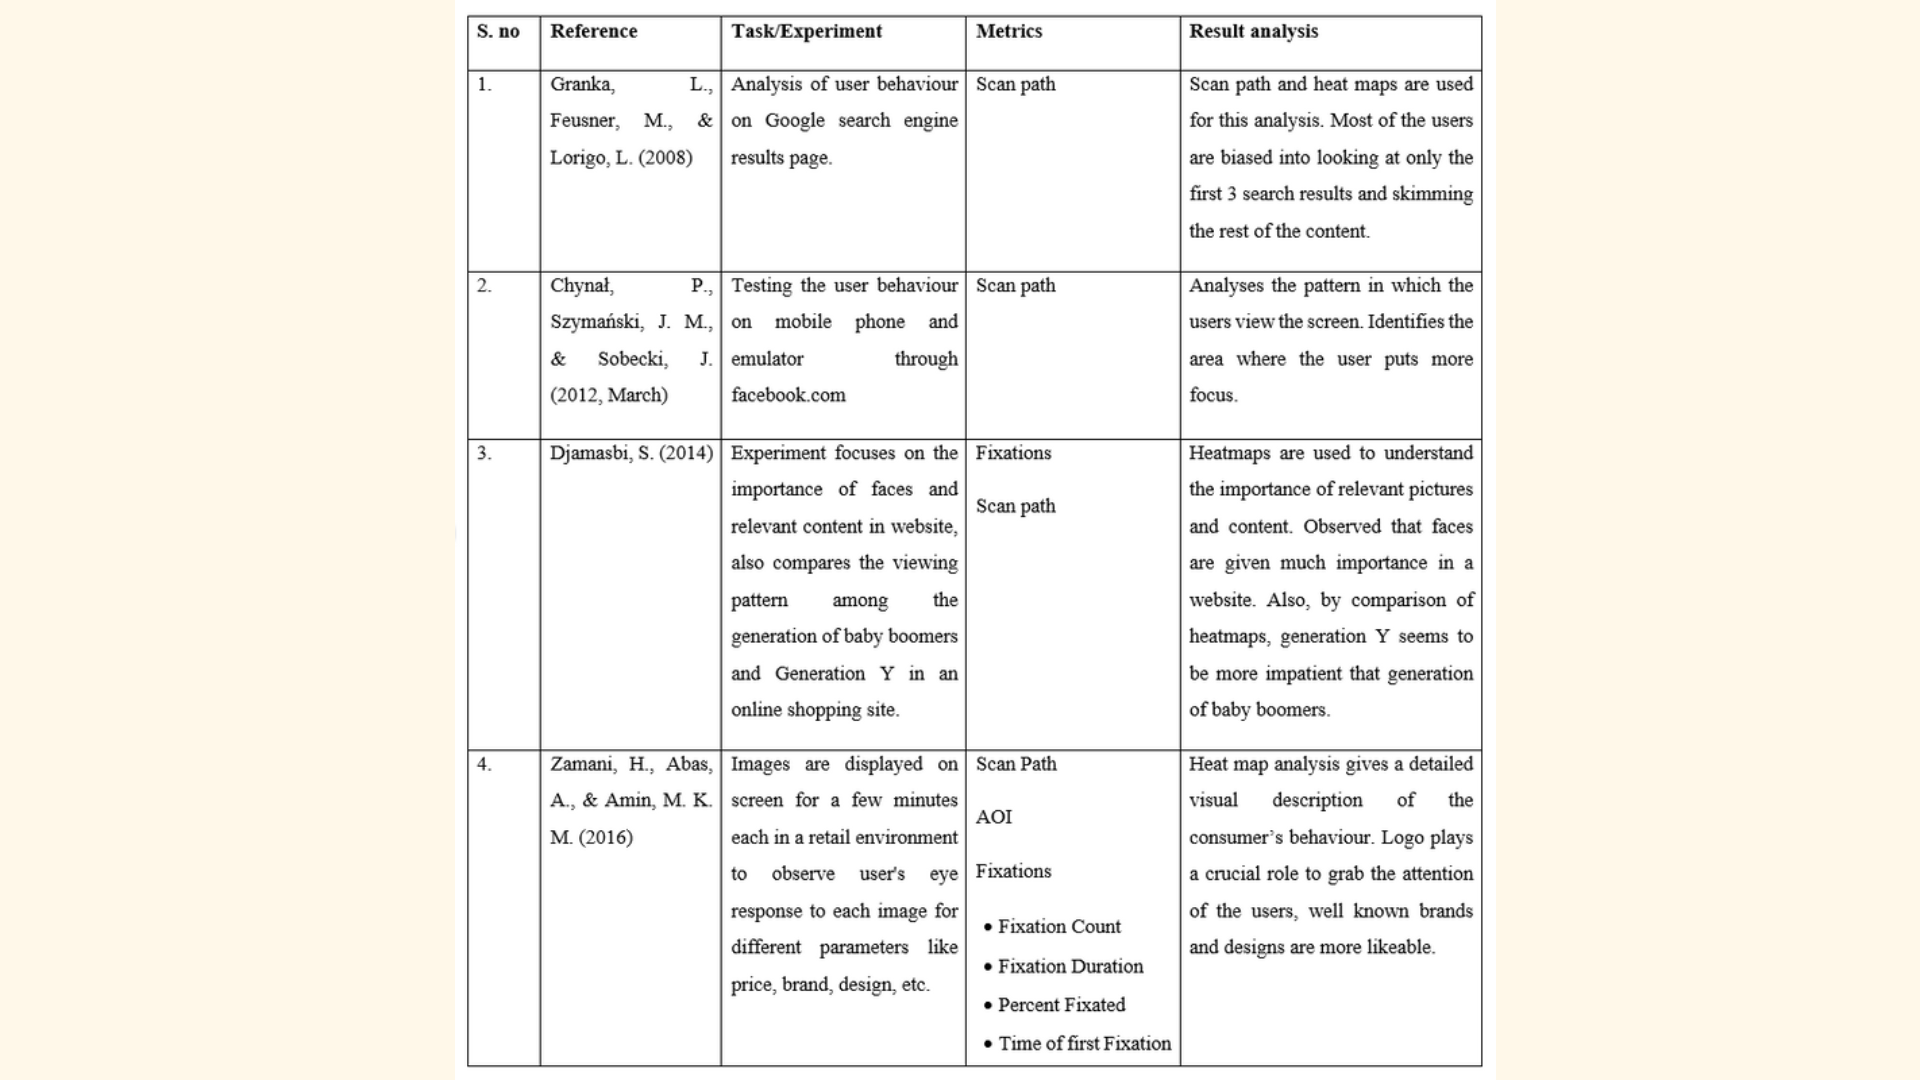 S. no
Reference
Task/Experiment
Metrics
Result analysis
1.
Granka, L.,
Feusner, M., &
Lorigo, L. (2008)
Analysis of user behaviour
on Google search engine
results page.
Scan path
Scan path and heat maps are used
for this analysis. Most of the users
are biased into looking at only the
first 3 search results and skimming
the rest of the content.
2.
Chynał, P.,
Szymański, J. M.,
& Sobecki, J.
(2012, March)
Testing the user behaviour
on mobile phone and
emulator through
facebook.com
Scan path
Analyses the pattern in which the
users view the screen. Identifies the
area where the user puts more
focus.
3.
Djamasbi, S. (2014)
Experiment focuses on the
importance of faces and
relevant content in website,
also compares the viewing
pattern among the
generation of baby boomers
and Generation Y in an
online shopping site.
Fixations
Scan path
Heatmaps are used to understand
the importance of relevant pictures
and content. Observed that faces
are given much importance in a
website. Also, by comparison of
heatmaps, generation Y seems to
be more impatient that generation
of baby boomers.
4.
Zamani, H., Abas,
A., & Amin, M. K.
M. (2016)
Images are displayed on
screen for a few minutes
each in a retail environment
to observe user's eye
response to each image for
different parameters like
price, brand, design, etc.
Scan Path
AOI
Fixations
• Fixation Count
• Fixation Duration
• Percent Fixated
• Time of first Fixation
Heat map analysis gives a detailed
visual description of the
consumer’s behaviour. Logo plays
a crucial role to grab the attention
of the users, well known brands
and designs are more likeable.